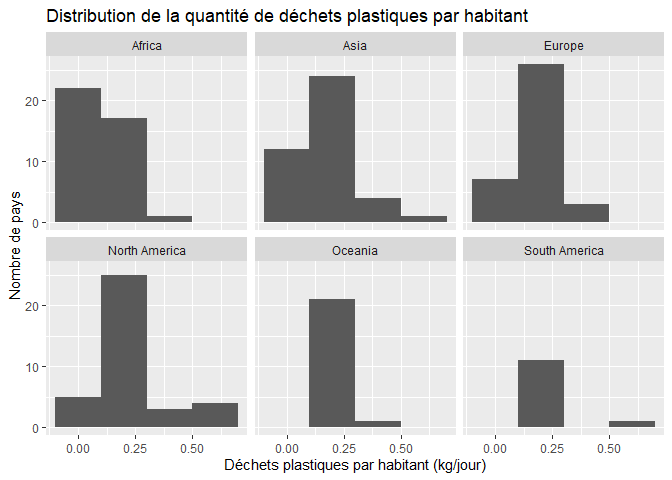 Distribution de la quantité de déchets plastiques par habitant
Africa
Asia
Europe
20
10
0
North America
Oceania
South America
20
10
0
0.00
0.25
0.50
0.00
0.25
0.50
0.00
0.25
0.50
Nombre de pays
Déchets plastiques par habitant (kg/jour)